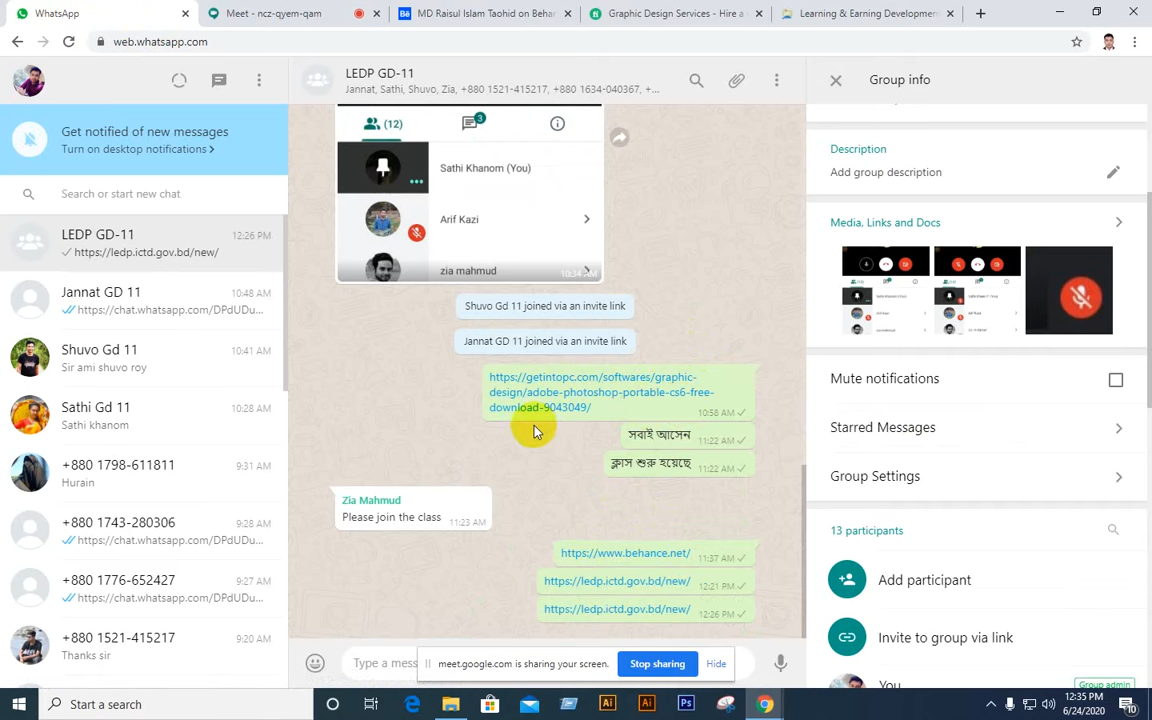 WhatsApp
Meet - ncz-qyem-qam
MD Raisul Islam Taohid on Behan
Graphic Design Services - Hire a
Learning & Earning Development
web.whatsapp.com
Get notified of new messages
Turn on desktop notifications >
Search or start new chat
LEDP GD-11 12:26 PM
https://ledp.ictd.gov.bd/new/
Jannat GD 11 10:48 AM
https://chat.whatsapp.com/DPdUDu...
Shuvo Gd 11 10:41 AM
Sir ami shuvo roy
Sathi Gd 11 10:28 AM
Sathi khanom
+880 1798-611811 9:31 AM
Hurain
+880 1743-280306 9:28 AM
https://chat.whatsapp.com/DPdUDu...
+880 1776-652427 9:27 AM
https://chat.whatsapp.com/DPdUDu...
+880 1521-415217 9:20 AM
Thanks sir
LEDP GD-11
Jannat, Sathi, Shuvo, Zia, +880 1521-415217, +880 1634-040367, +...
(12) 3
Sathi Khanom (You)
Arif Kazi
zia mahmud
10:34 AM
Shuvo Gd 11 joined via an invite link
Jannat GD 11 joined via an invite link
https://getintopc.com/softwares/graphic-
design/adobe-photoshop-portable-cs6-free-
download-9043049/ 10:58 AM
সবাই আসেন 11:22 AM
ক্লাস শুরু হয়েছে 11:22 AM
Zia Mahmud
Please join the class 11:23 AM
https://www.behance.net/ 11:37 AM
https://ledp.ictd.gov.bd/new/ 12:21 PM
https://ledp.ictd.gov.bd/new/ 12:26 PM
Type a mess
meet.google.com is sharing your screen. Stop sharing Hide
Group info
Description
Add group description
Media, Links and Docs
Mute notifications
Starred Messages
Group Settings
13 participants
Add participant
Invite to group via link
You Group admin
Search for a search